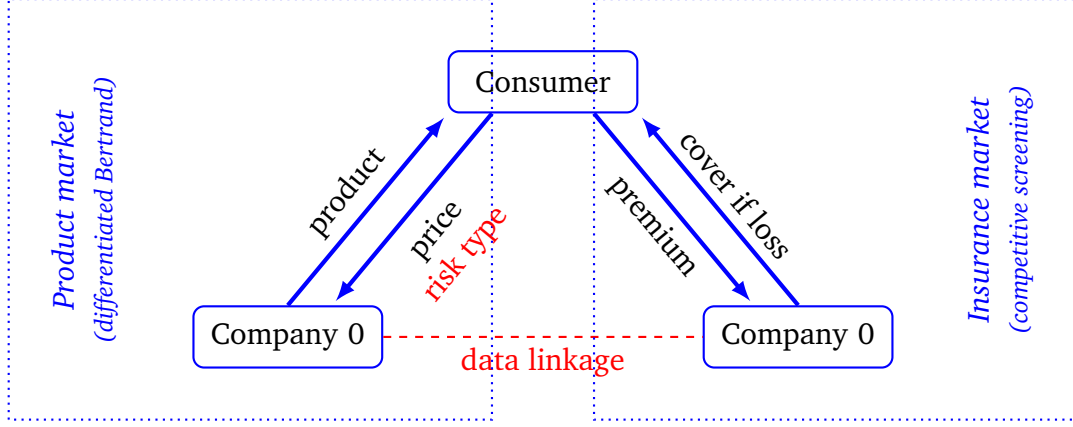 Consumer
Product market
(differentiated Bertrand)
product
price
risk type
premium
cover if loss
Insurance market
(competitive screening)
Company 0
data linkage
Company 0